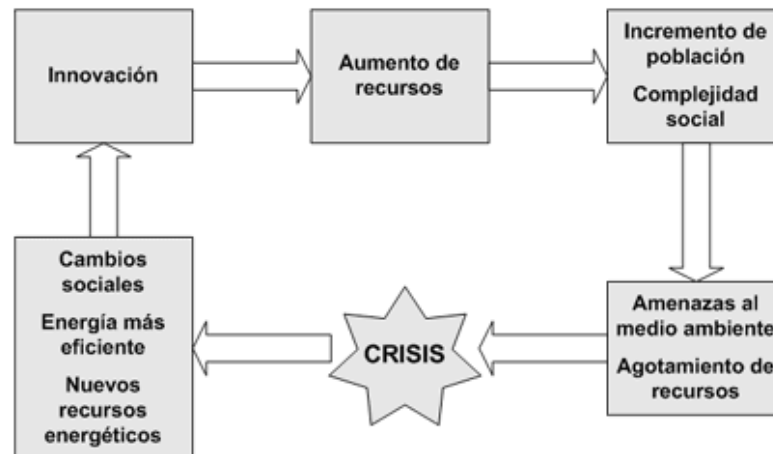 Innovación
Aumento de
recursos
Incremento de
población
Complejidad
social
Amenazas al
medio ambiente
Agotamiento de
recursos
CRISIS
Cambios
sociales
Energía más
eficiente
Nuevos
recursos
energéticos